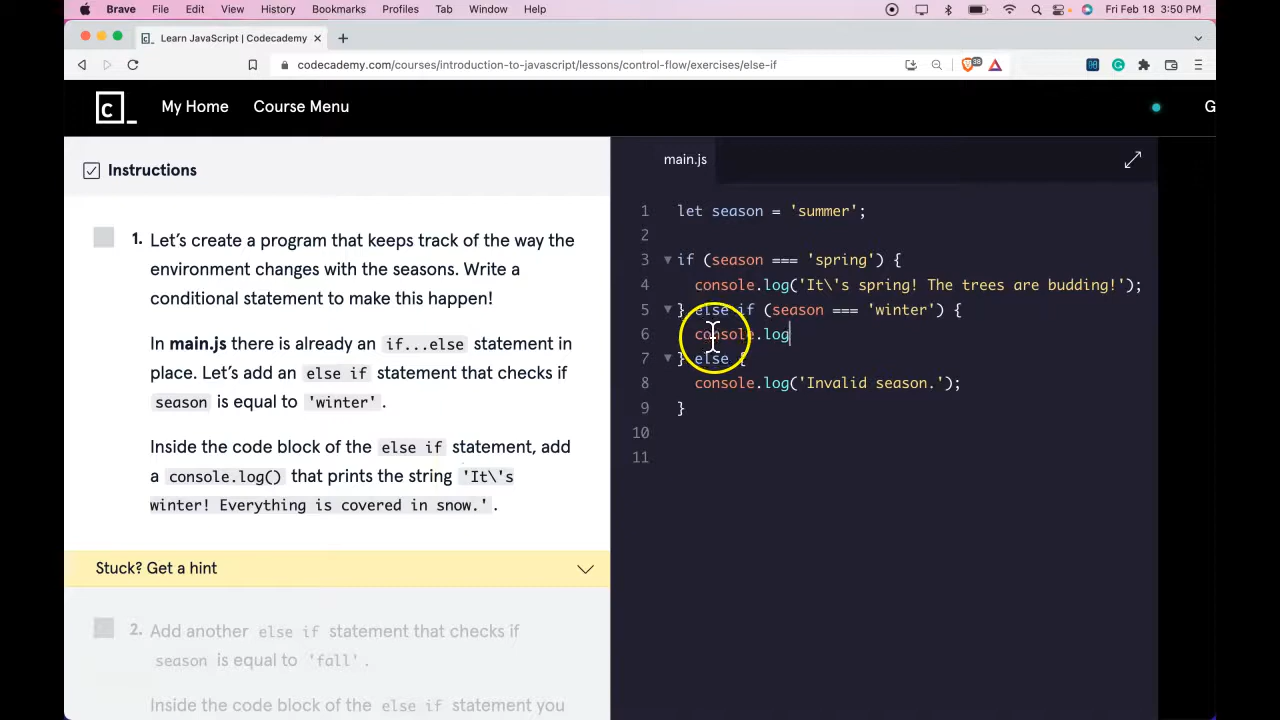 Brave File Edit View History Bookmarks Profiles Tab Window Help Fri Feb 18 3:50 PM
Learn JavaScript | Codecademy
codecademy.com/courses/introduction-to-javascript/lessons/control-flow/exercises/else-if
C_ My Home Course Menu G
Instructions
1. Let's create a program that keeps track of the way the
environment changes with the seasons. Write a
conditional statement to make this happen!
In main.js there is already an if...else statement in
place. Let's add an else if statement that checks if
season is equal to 'winter'.
Inside the code block of the else if statement, add
a console.log() that prints the string 'It\'s
winter! Everything is covered in snow.'.
Stuck? Get a hint
2. Add another else if statement that checks if
season is equal to 'fall'.
Inside the code block of the else if statement you
main.js
1 let season = 'summer';
2
3 if (season === 'spring') {
4 console.log('It\'s spring! The trees are budding!');
5 } else if (season === 'winter') {
6 console.log
7 } else {
8 console.log('Invalid season.');
9 }
10
11